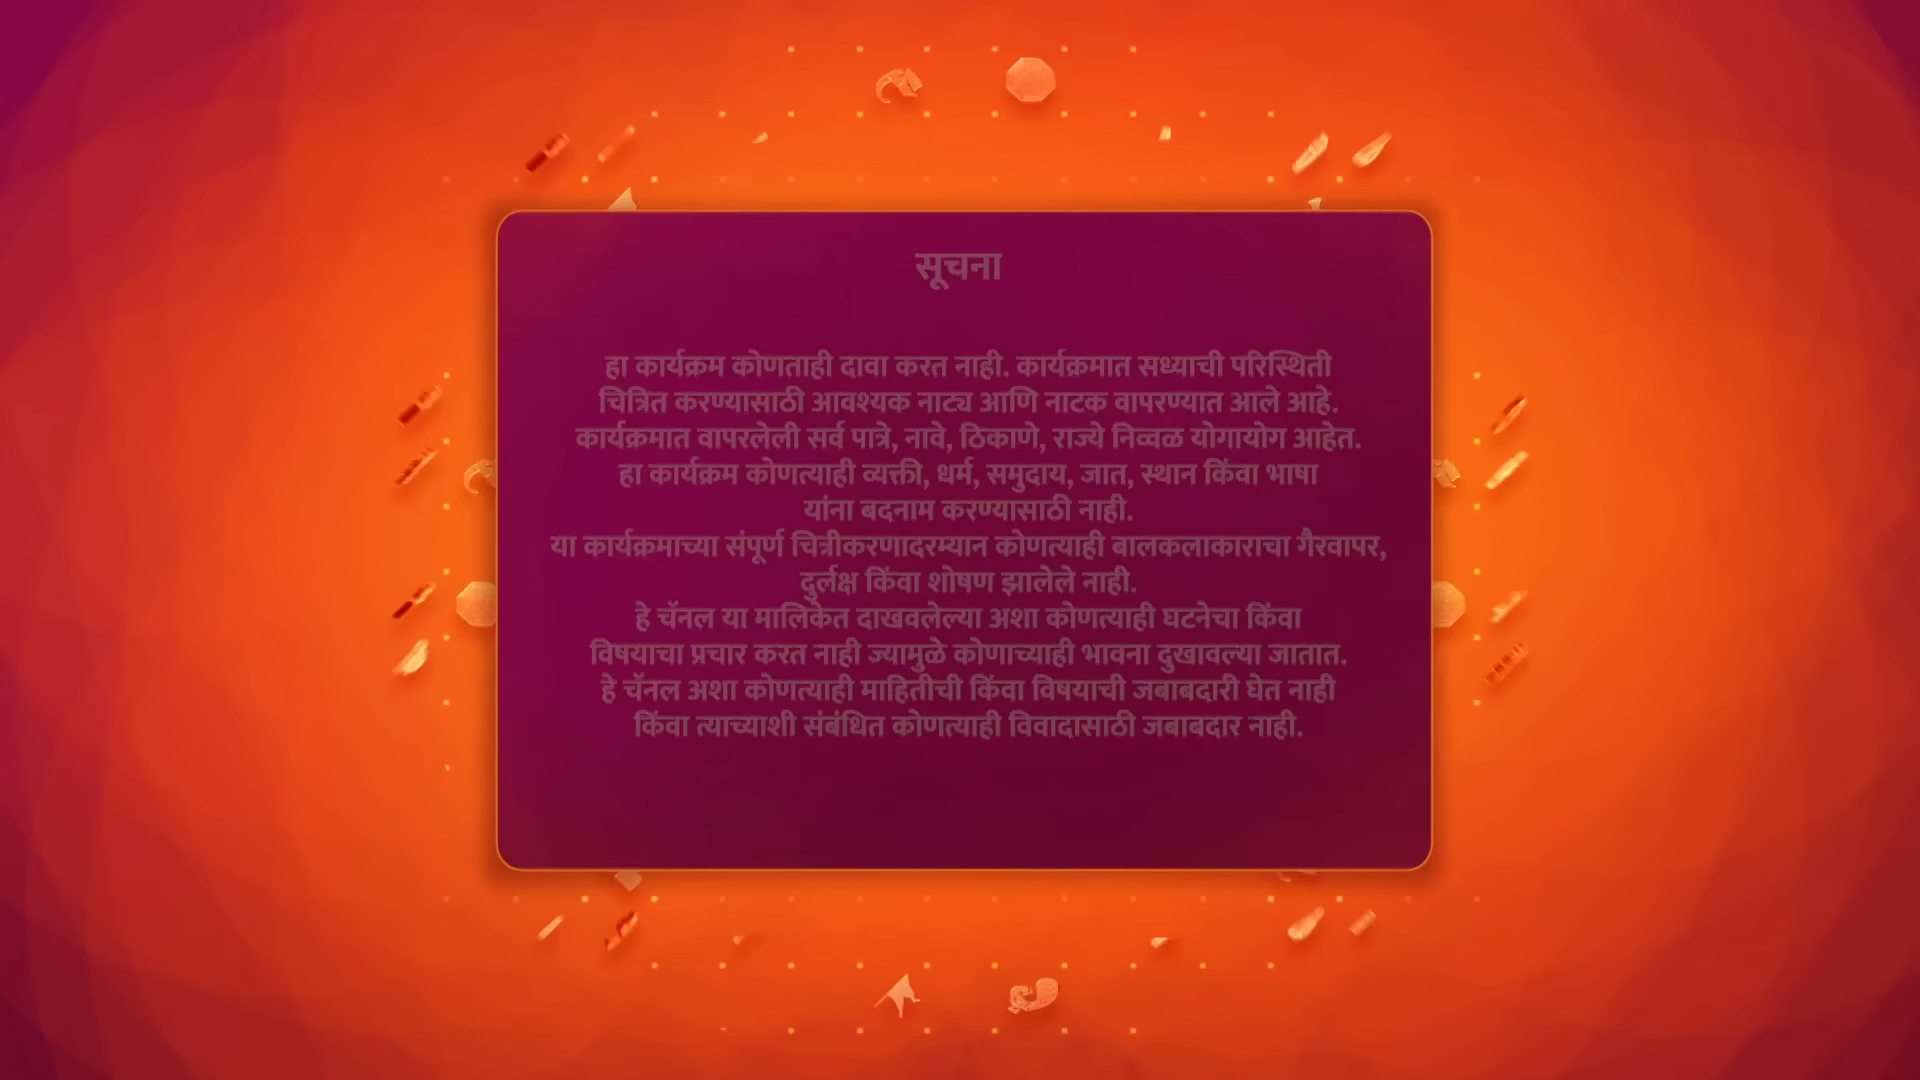 सूचना
हा कार्यक्रम कोणताही दावा करत नाही. कार्यक्रमात सध्याची परिस्थिती
चित्रित करण्यासाठी आवश्यक नाट्य आणि नाटक वापरण्यात आले आहे.
कार्यक्रमात वापरलेली सर्व पात्रे, नावे, ठिकाणे, राज्ये निव्वळ योगायोग आहेत.
हा कार्यक्रम कोणत्याही व्यक्ती, धर्म, समुदाय, जात, स्थान किंवा भाषा
यांना बदनाम करण्यासाठी नाही.
या कार्यक्रमाच्या संपूर्ण चित्रीकरणादरम्यान कोणत्याही बालकलाकाराचा गैरवापर,
दुर्लक्ष किंवा शोषण झालेले नाही.
हे चॅनल या मालिकेत दाखवलेल्या अशा कोणत्याही घटनेचा किंवा
विषयाचा प्रचार करत नाही ज्यामुळे कोणाच्याही भावना दुखावल्या जातात.
हे चॅनल अशा कोणत्याही माहितीची किंवा विषयाची जबाबदारी घेत नाही
किंवा त्याच्याशी संबंधित कोणत्याही विवादासाठी जबाबदार नाही.